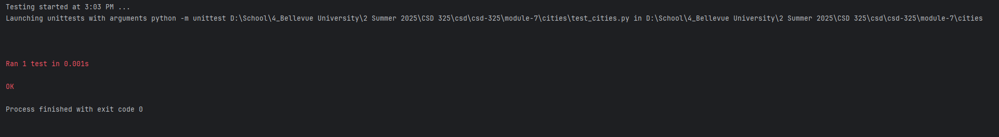 Testing started at 3:03 PM ...
Launching unittests with arguments python -m unittest D:\School\4_Bellevue University\2 Summer 2025\CSD 325\csd\csd-325\module-7\cities\test_cities.py in D:\School\4_Bellevue University\2 Summer 2025\CSD 325\csd\csd-325\module-7\cities
Ran 1 test in 0.001s
OK
Process finished with exit code 0